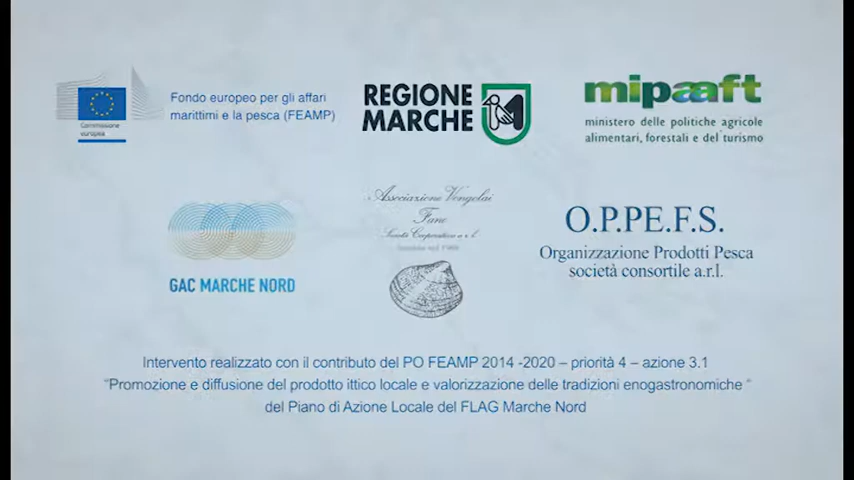 Commissione
europea
Fondo europeo per gli affari
marittimi e la pesca (FEAMP)
REGIONE
MARCHE
mipaaft
ministero delle politiche agricole
alimentari, forestali e del turismo
GAC MARCHE NORD
Associazione Vongolai
Fano
Società Cooperativa a r.l.
O.P.PE.F.S.
Organizzazione Prodotti Pesca
società consortile a.r.l.
Intervento realizzato con il contributo del PO FEAMP 2014 -2020 – priorità 4 – azione 3.1
“Promozione e diffusione del prodotto ittico locale e valorizzazione delle tradizioni enogastronomiche “
del Piano di Azione Locale del FLAG Marche Nord